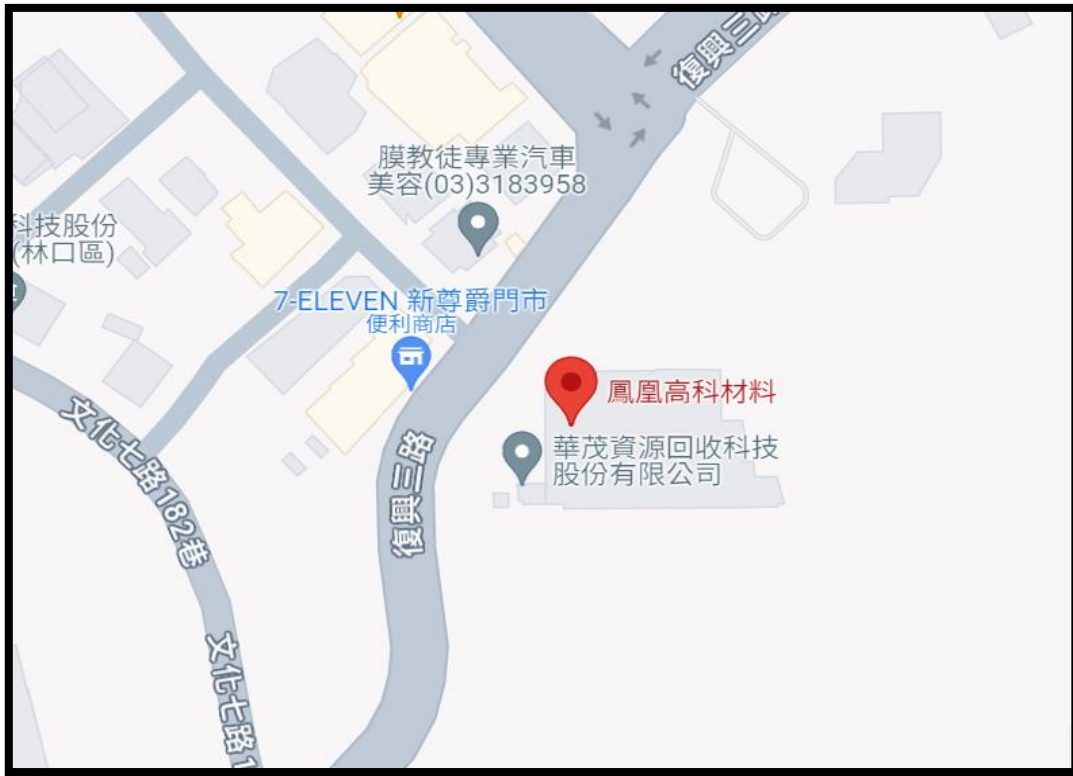 復興三路
膜教徒專業汽車
美容(03)3183958
科技股份
(林口區)
7-ELEVEN 新尊爵門市
便利商店
鳳凰高科材料
華茂資源回收科技
股份有限公司
文化七路182巷
復興三路
文化七路1